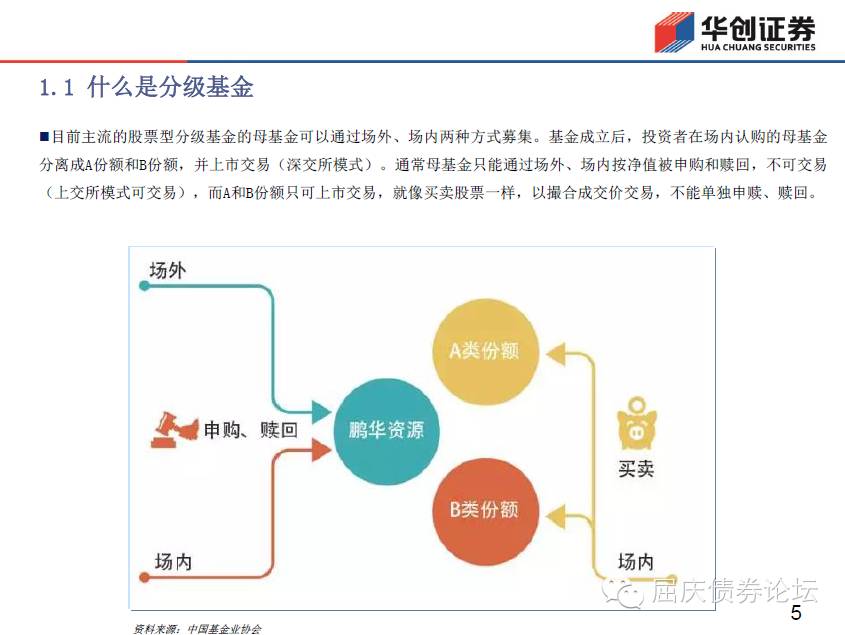 华创证券
HUA CHUANG SECURITIES
1.1 什么是分级基金
■目前主流的股票型分级基金的母基金可以通过场外、场内两种方式募集。基金成立后，投资者在场内认购的母基金
分离成A份额和B份额，并上市交易（深交所模式）。通常母基金只能通过场外、场内按净值被申购和赎回，不可交易
（上交所模式可交易），而A和B份额只可上市交易，就像买卖股票一样，以撮合成交价交易，不能单独申赎、赎回。
场外
A类份额
申购、赎回
鹏华资源
买卖
B类份额
场内
场内
屈庆债券论坛
5
资料来源：中国基金业协会